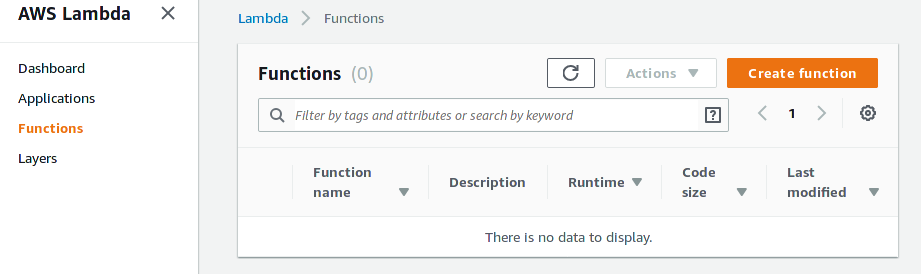 AWS Lambda
Dashboard
Applications
Functions
Layers
Lambda > Functions
Functions (0)
Actions
Create function
Filter by tags and attributes or search by keyword
?
1
Function name
Description
Runtime
Code size
Last modified
There is no data to display.